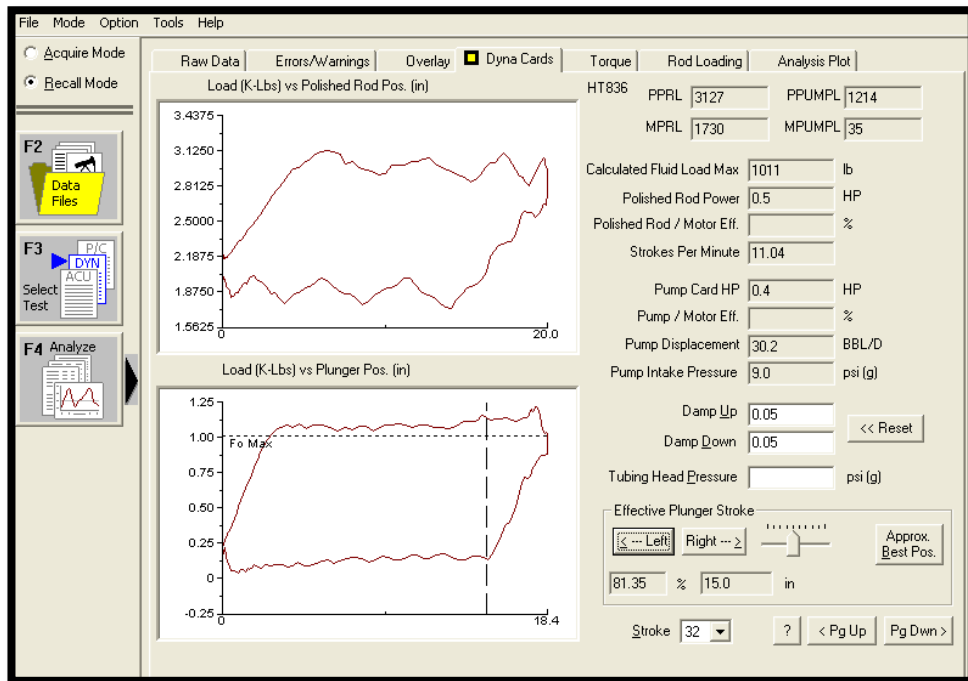 File Mode Option Tools Help
Acquire Mode
Recall Mode
F2
Data
Files
F3
P/C
DYN
ACU
Select
Test
F4 Analyze
Raw Data Errors/Warnings Overlay Dyna Cards Torque Rod Loading Analysis Plot
Load (K-Lbs) vs Polished Rod Pos. (in)
3.4375
3.1250
2.8125
2.5000
2.1875
1.8750
1.5625
0 20.0
Load (K-Lbs) vs Plunger Pos. (in)
1.25
1.00
Fo Max
0.75
0.50
0.25
0
-0.25
0 18.4
HT836 PPRL 3127 PPUMPL 1214
MPRL 1730 MPUMPL 35
Calculated Fluid Load Max 1011 lb
Polished Rod Power 0.5 HP
Polished Rod / Motor Eff. %
Strokes Per Minute 11.04
Pump Card HP 0.4 HP
Pump / Motor Eff. %
Pump Displacement 30.2 BBL/D
Pump Intake Pressure 9.0 psi (g)
Damp Up 0.05
Damp Down 0.05
<< Reset
Tubing Head Pressure psi (g)
Effective Plunger Stroke
< --- Left Right --- >
Approx.
Best Pos.
81.35 % 15.0 in
Stroke 32 ? < Pg Up Pg Dwn >